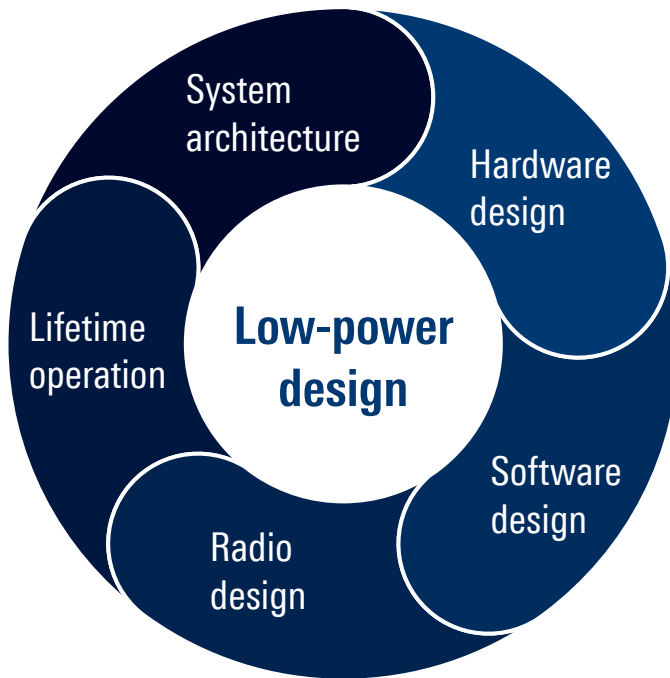 System
architecture
Hardware
design
Software
design
Radio
design
Lifetime
operation
Low-power
design